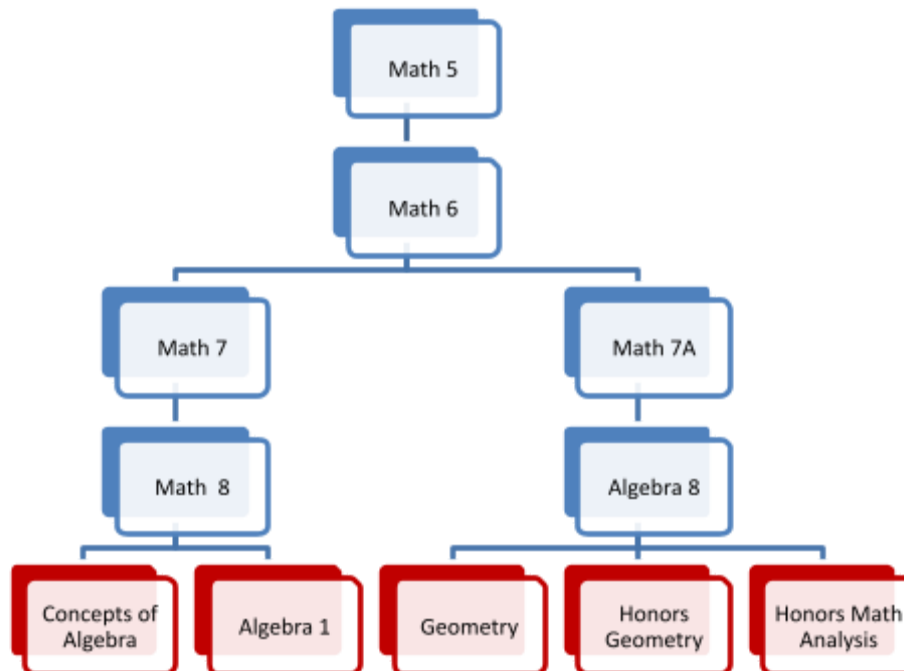 Math 5
Math 6
Math 7
Math 7A
Math 8
Algebra 8
Concepts of
Algebra
Algebra 1
Geometry
Honors
Geometry
Honors Math
Analysis